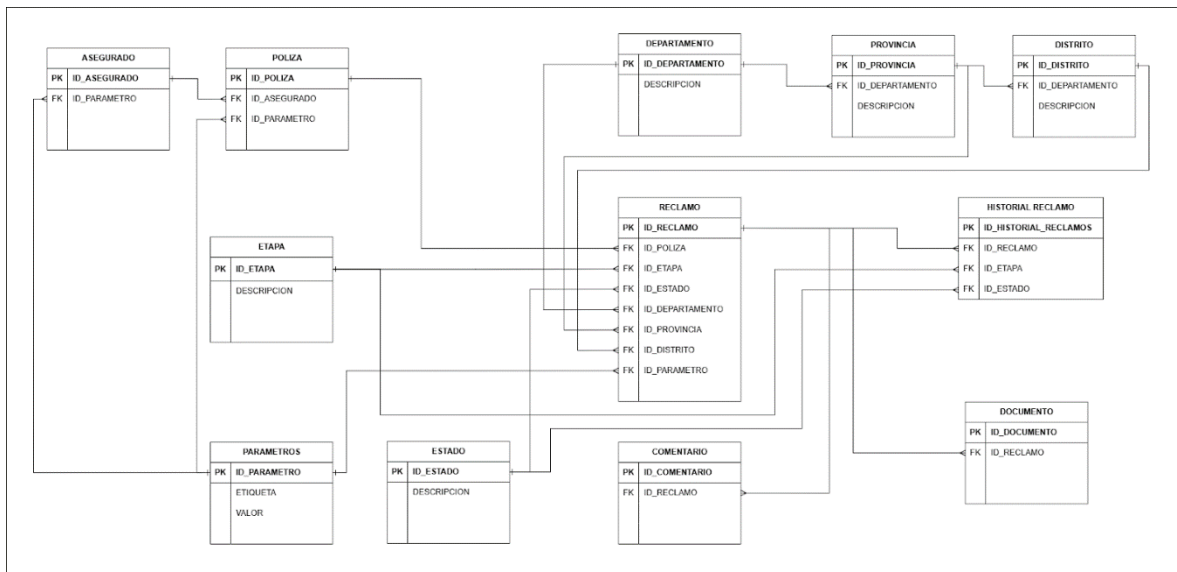 ASEGURADO
PK ID_ASEGURADO
FK ID_PARAMETRO
POLIZA
PK ID_POLIZA
FK ID_ASEGURADO
FK ID_PARAMETRO
DEPARTAMENTO
PK ID_DEPARTAMENTO
DESCRIPCION
PROVINCIA
PK ID_PROVINCIA
FK ID_DEPARTAMENTO
DESCRIPCION
DISTRITO
PK ID_DISTRITO
FK ID_DEPARTAMENTO
DESCRIPCION
ETAPA
PK ID_ETAPA
DESCRIPCION
RECLAMO
PK ID_RECLAMO
FK ID_POLIZA
FK ID_ETAPA
FK ID_ESTADO
FK ID_DEPARTAMENTO
FK ID_PROVINCIA
FK ID_DISTRITO
FK ID_PARAMETRO
HISTORIAL RECLAMO
PK ID_HISTORIAL_RECLAMOS
FK ID_RECLAMO
FK ID_ETAPA
FK ID_ESTADO
PARAMETROS
PK ID_PARAMETRO
ETIQUETA
VALOR
ESTADO
PK ID_ESTADO
DESCRIPCION
COMENTARIO
PK ID_COMENTARIO
FK ID_RECLAMO
DOCUMENTO
PK ID_DOCUMENTO
FK ID_RECLAMO